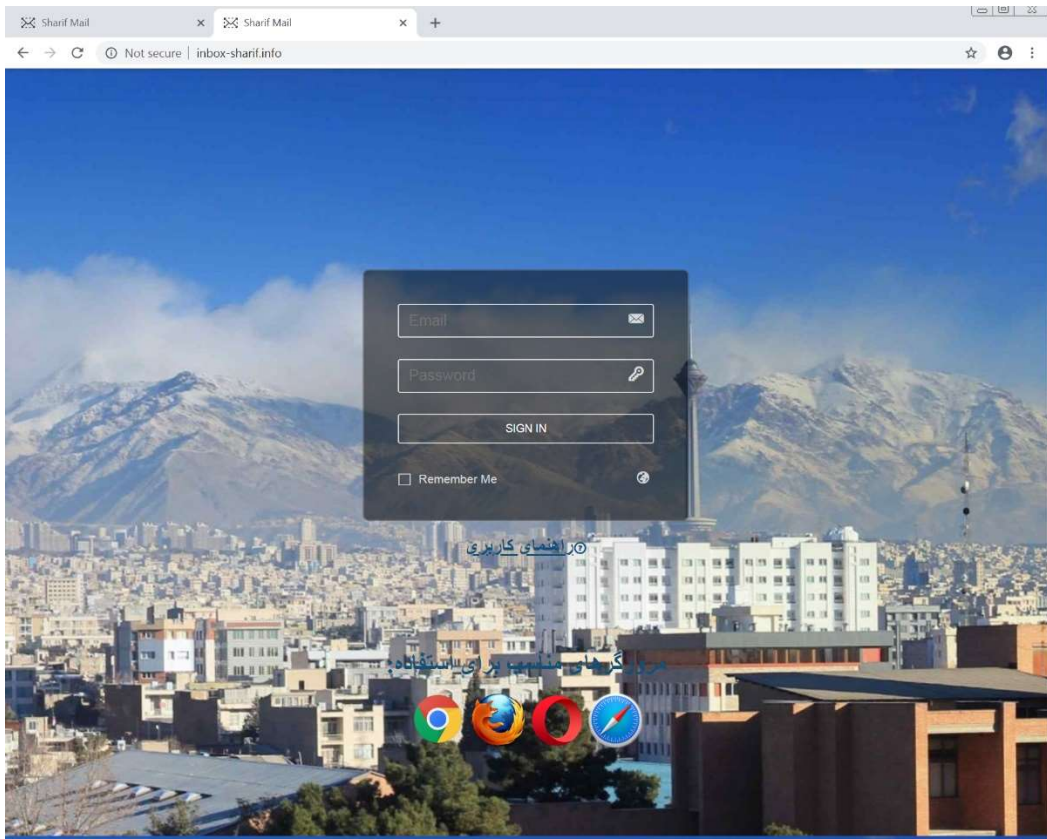 Sharif Mail
Sharif Mail
Not secure | inbox-sharif.info
Email
Password
SIGN IN
Remember Me
راهنمای کاربری
مرورگرهای مناسب برای استفاده: